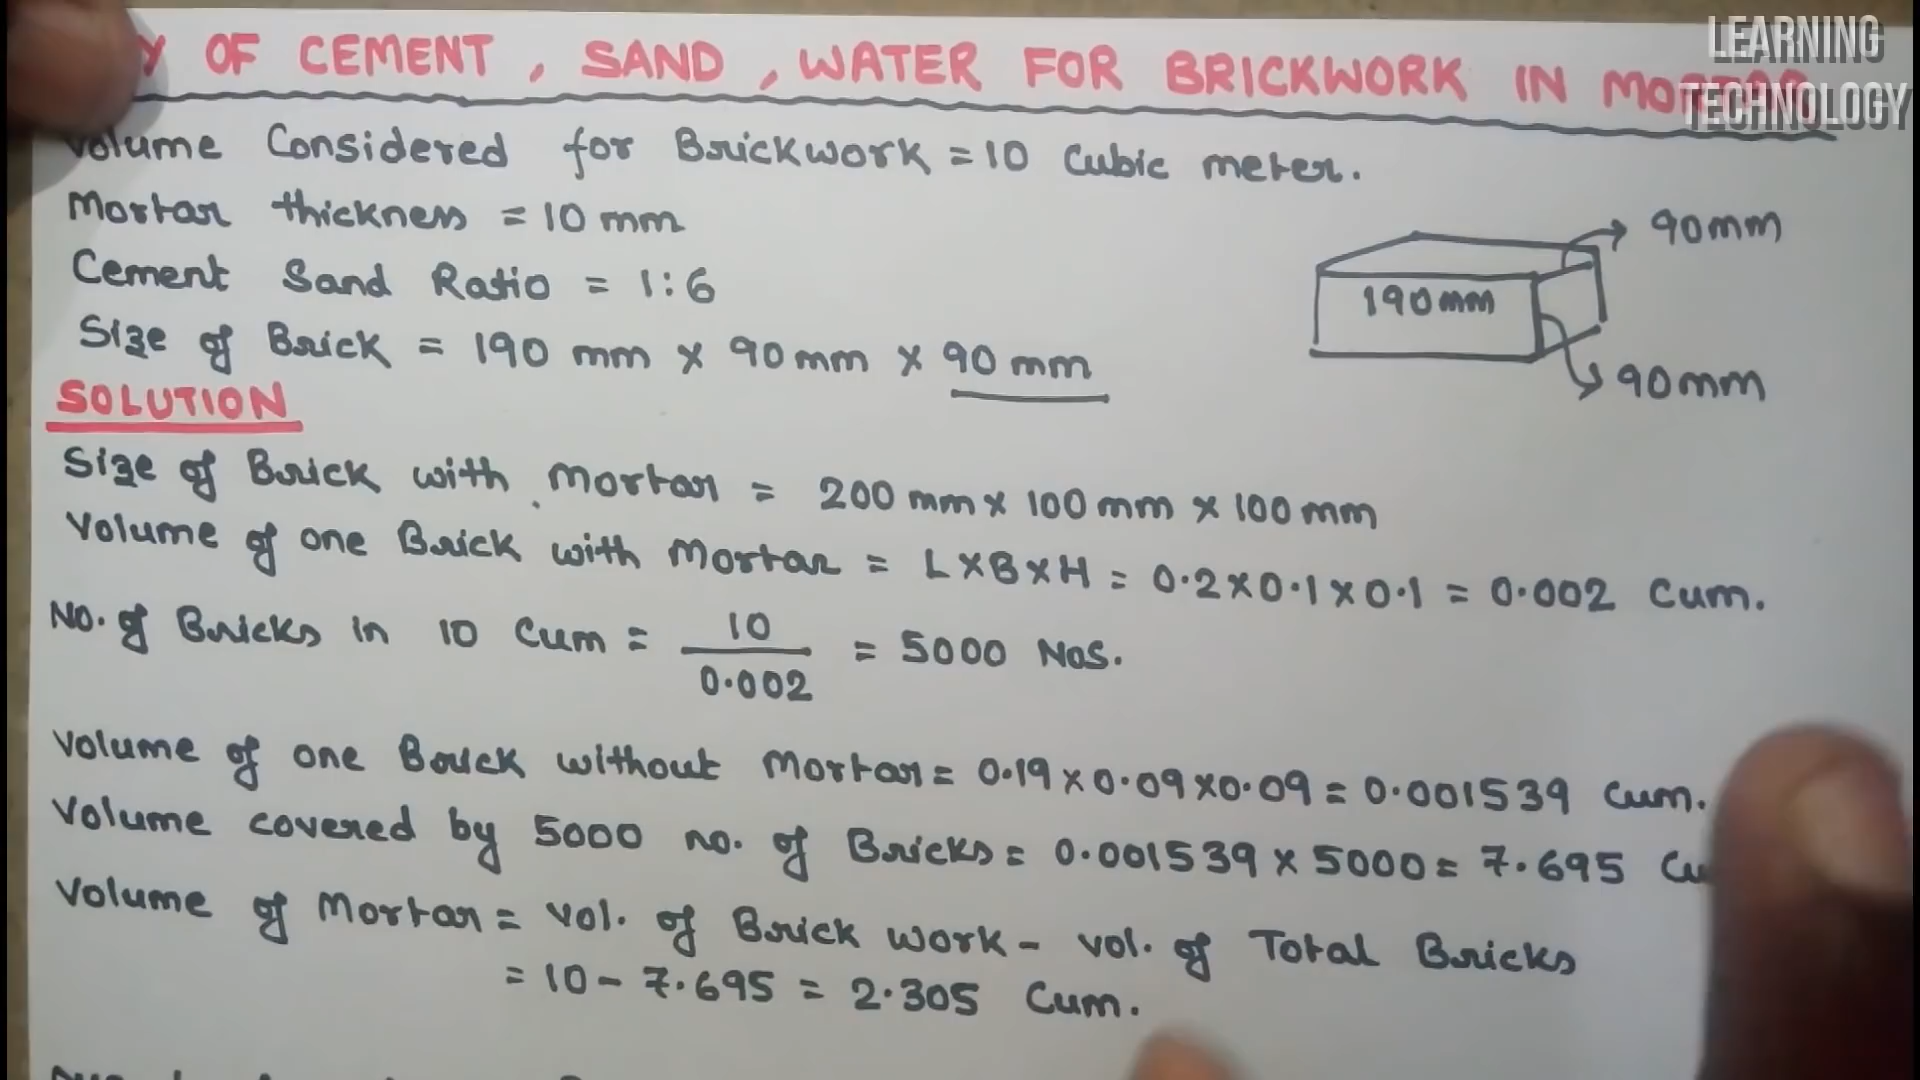 OF CEMENT, SAND, WATER FOR BRICKWORK IN MORTAR
LEARNING
TECHNOLOGY
Volume Considered for Brickwork = 10 Cubic meter.
Mortar thickness = 10 mm
Cement Sand Ratio = 1:6
Size of Brick = 190 mm x 90 mm x 90 mm
90mm
190mm
90mm
SOLUTION
Size of Brick with Mortar = 200 mm x 100 mm x 100 mm
Volume of one Brick with Mortar = L X B X H = 0.2 X 0.1 X 0.1 = 0.002 Cum.
No. of Bricks in 10 Cum = 10 / 0.002 = 5000 Nos.
Volume of one Brick without Mortar = 0.19 x 0.09 x 0.09 = 0.001539 Cum.
Volume covered by 5000 no. of Bricks = 0.001539 x 5000 = 7.695 Cu
Volume of Mortar = vol. of Brick work - vol. of Total Bricks
= 10 - 7.695 = 2.305 Cum.